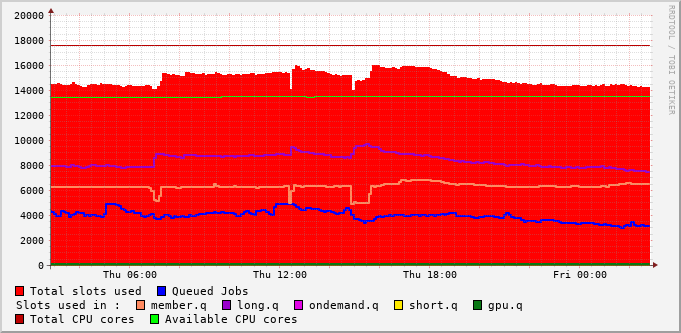 20000
18000
16000
14000
12000
10000
8000
6000
4000
2000
0
Thu 06:00 Thu 12:00 Thu 18:00 Fri 00:00
RRDTOOL / TOBI OETIKER
Total slots used Queued Jobs
Slots used in : member.q long.q ondemand.q short.q gpu.q
Total CPU cores Available CPU cores